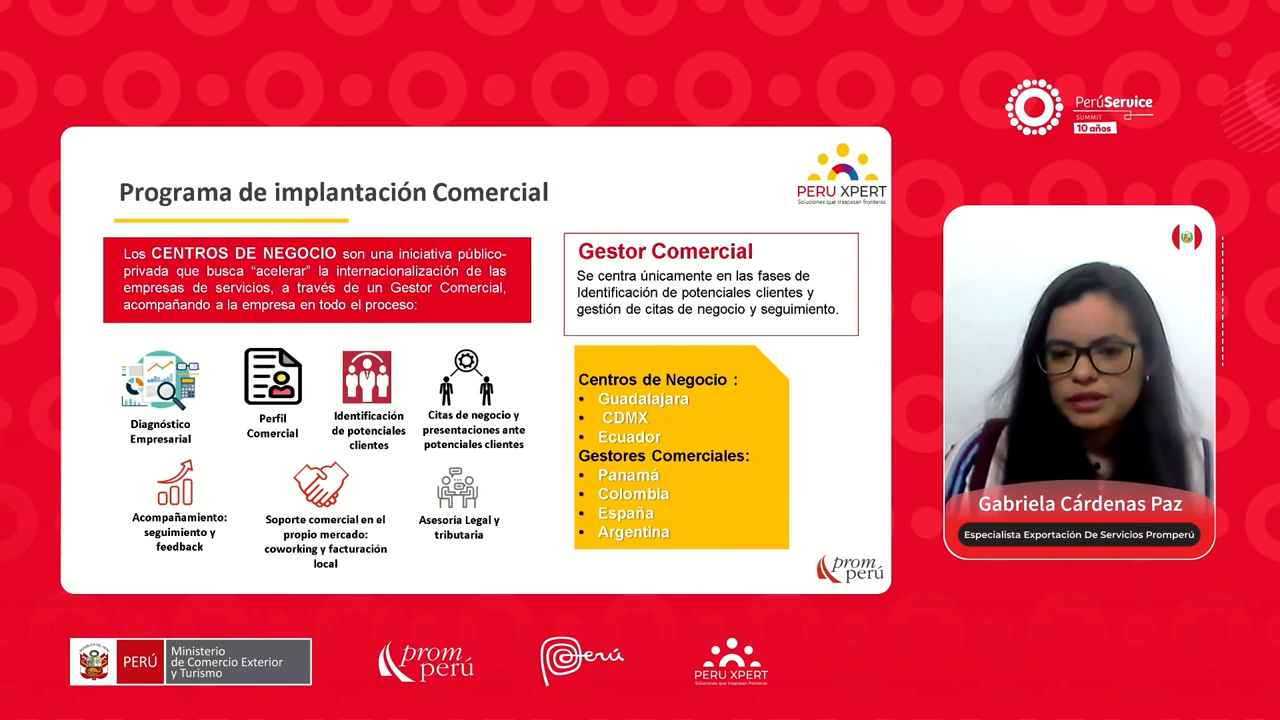 PerúService
SUMMIT
10 años
PERU XPERT
Soluciones que traspasan fronteras
Programa de implantación Comercial
Los CENTROS DE NEGOCIO son una iniciativa público-
privada que busca “acelerar” la internacionalización de las
empresas de servicios, a través de un Gestor Comercial,
acompañando a la empresa en todo el proceso:
Gestor Comercial
Se centra únicamente en las fases de
Identificación de potenciales clientes y
gestión de citas de negocio y seguimiento.
Diagnóstico
Empresarial
Perfil
Comercial
Identificación
de potenciales
clientes
Citas de negocio y
presentaciones ante
potenciales clientes
Acompañamiento:
seguimiento y
feedback
Soporte comercial en el
propio mercado:
coworking y facturación
local
Asesoría Legal y
tributaria
Centros de Negocio :
• Guadalajara
• CDMX
• Ecuador
Gestores Comerciales:
• Panamá
• Colombia
• España
• Argentina
prom
perú
Gabriela Cárdenas Paz
Especialista Exportación De Servicios Promperú
PERÚ
Ministerio
de Comercio Exterior
y Turismo
prom
perú
Perú
PERU XPERT
Soluciones que traspasan fronteras